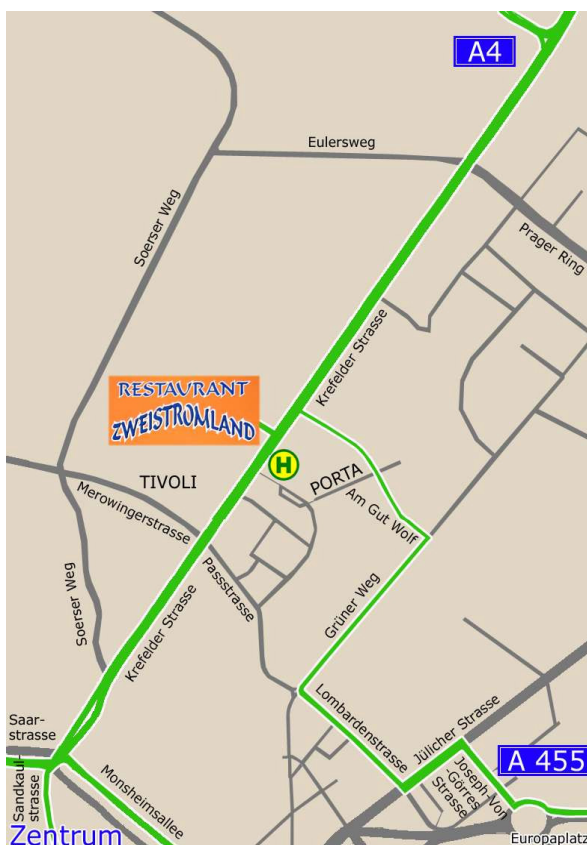 A4
Eulersweg
Soerser Weg
Prager Ring
Krefelder Strasse
RESTAURANT
ZWEISTROMLAND
H
TIVOLI
PORTA
Merowingerstrasse
Am Gut Wolf
Passstrasse
Soerser Weg
Grüner Weg
Krefelder Strasse
Lombardenstrasse
Saar-
strasse
Jülicher Strasse
A 455
Joseph-Von
-Görres
Strasse
Sandkaul-
strasse
Monsheimsallee
Zentrum
Europaplatz